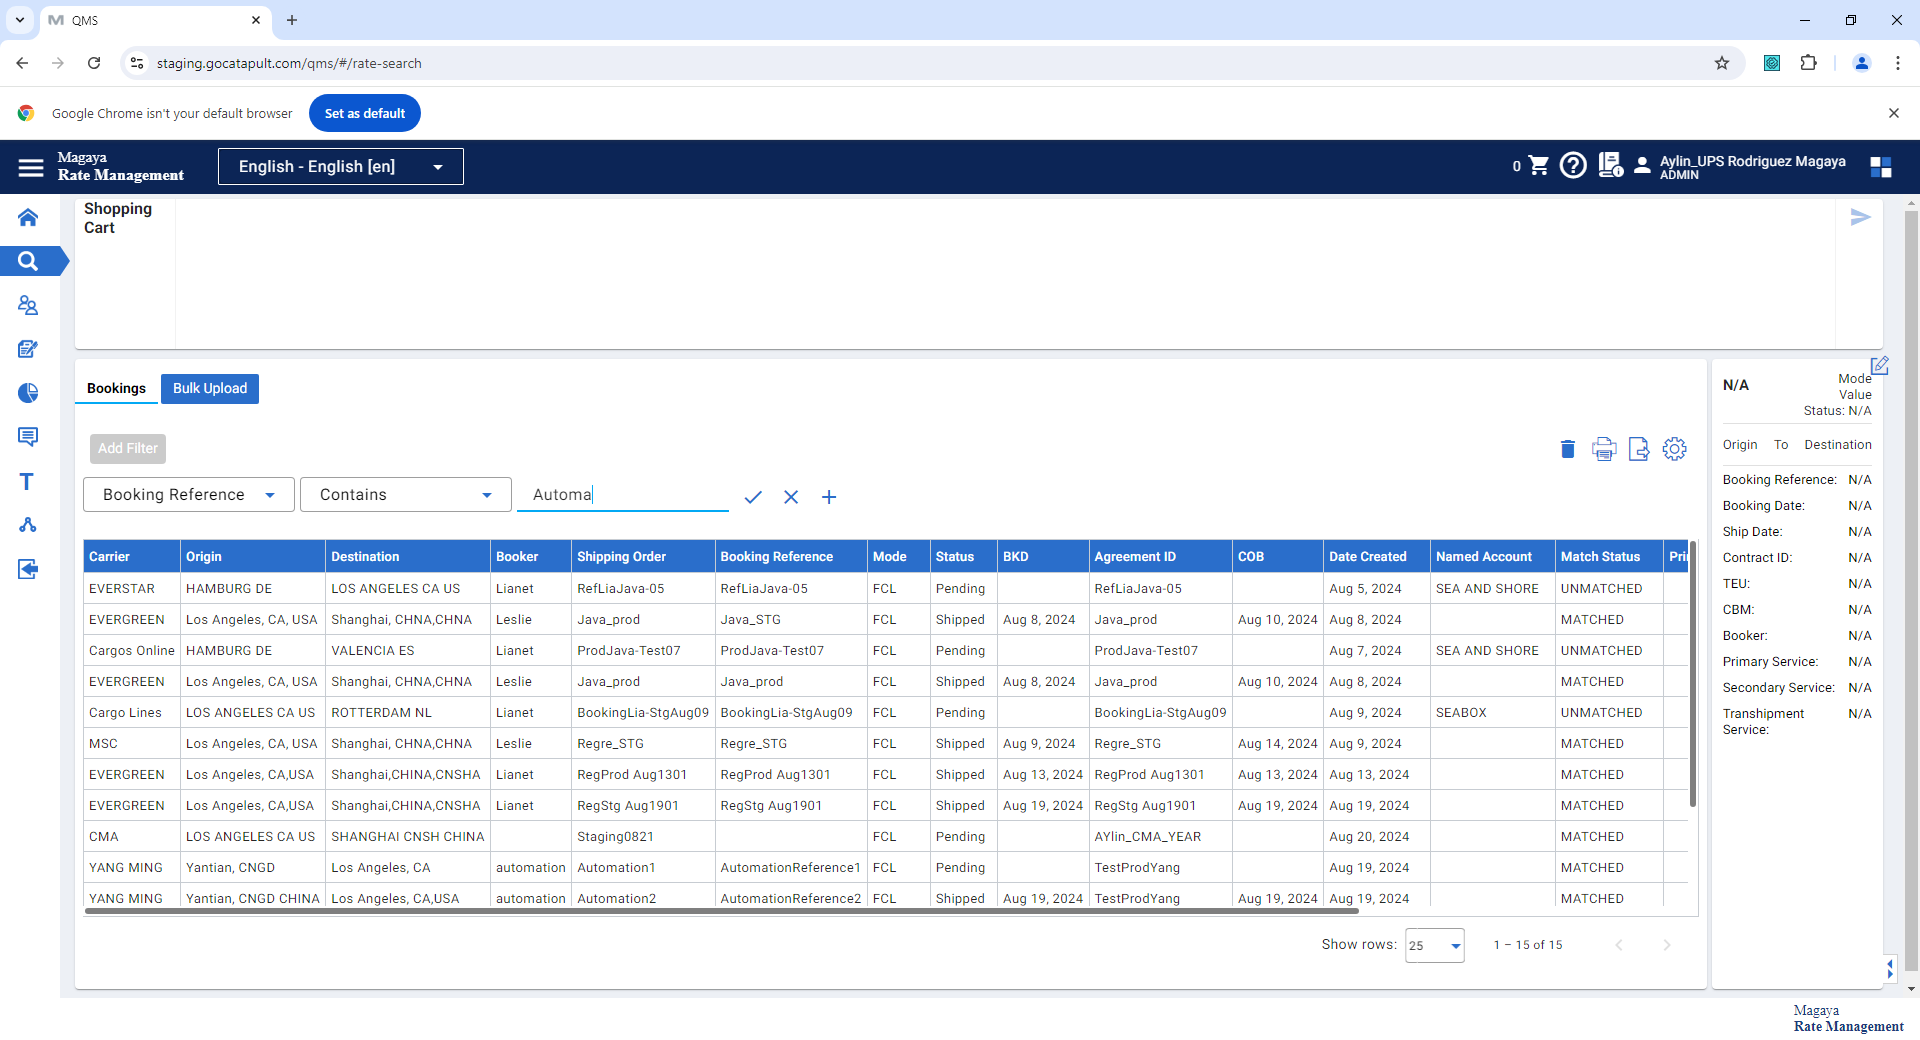 QMS
staging.gocatapult.com/qms/#/rate-search
Google Chrome isn't your default browser
Set as default
Magaya
Rate Management
English - English [en]
0
Aylin_UPS Rodriguez Magaya
ADMIN
Shopping
Cart
Bookings
Bulk Upload
Add Filter
Booking Reference
Contains
Automa
Carrier Origin Destination Booker Shipping Order Booking Reference Mode Status BKD Agreement ID COB Date Created Named Account Match Status Pri
EVERSTAR HAMBURG DE LOS ANGELES CA US Lianet RefLiaJava-05 RefLiaJava-05 FCL Pending RefLiaJava-05 Aug 5, 2024 SEA AND SHORE UNMATCHED
EVERGREEN Los Angeles, CA, USA Shanghai, CHNA,CHNA Leslie Java_prod Java_STG FCL Shipped Aug 8, 2024 Java_prod Aug 10, 2024 Aug 8, 2024 MATCHED
Cargos Online HAMBURG DE VALENCIA ES Lianet ProdJava-Test07 ProdJava-Test07 FCL Pending ProdJava-Test07 Aug 7, 2024 SEA AND SHORE UNMATCHED
EVERGREEN Los Angeles, CA, USA Shanghai, CHNA,CHNA Leslie Java_prod Java_prod FCL Shipped Aug 8, 2024 Java_prod Aug 10, 2024 Aug 8, 2024 MATCHED
Cargo Lines LOS ANGELES CA US ROTTERDAM NL Lianet BookingLia-StgAug09 BookingLia-StgAug09 FCL Pending BookingLia-StgAug09 Aug 9, 2024 SEABOX UNMATCHED
MSC Los Angeles, CA, USA Shanghai, CHNA,CHNA Leslie Regre_STG Regre_STG FCL Shipped Aug 9, 2024 Regre_STG Aug 14, 2024 Aug 9, 2024 MATCHED
EVERGREEN Los Angeles, CA,USA Shanghai,CHINA,CNSHA Lianet RegProd Aug1301 RegProd Aug1301 FCL Shipped Aug 13, 2024 RegProd Aug1301 Aug 13, 2024 Aug 13, 2024 MATCHED
EVERGREEN Los Angeles, CA,USA Shanghai,CHINA,CNSHA Lianet RegStg Aug1901 RegStg Aug1901 FCL Shipped Aug 19, 2024 RegStg Aug1901 Aug 19, 2024 Aug 19, 2024 MATCHED
CMA LOS ANGELES CA US SHANGHAI CNSH CHINA Staging0821 FCL Pending AYlin_CMA_YEAR Aug 20, 2024 MATCHED
YANG MING Yantian, CNGD Los Angeles, CA automation Automation1 AutomationReference1 FCL Pending TestProdYang Aug 19, 2024 MATCHED
YANG MING Yantian, CNGD CHINA Los Angeles, CA,USA automation Automation2 AutomationReference2 FCL Shipped Aug 19, 2024 TestProdYang Aug 19, 2024 Aug 19, 2024 MATCHED
Show rows: 25 1 – 15 of 15
N/A
Mode
Value
Status: N/A
Origin To Destination
Booking Reference: N/A
Booking Date: N/A
Ship Date: N/A
Contract ID: N/A
TEU: N/A
CBM: N/A
Booker: N/A
Primary Service: N/A
Secondary Service: N/A
Transhipment N/A
Service:
Magaya
Rate Management